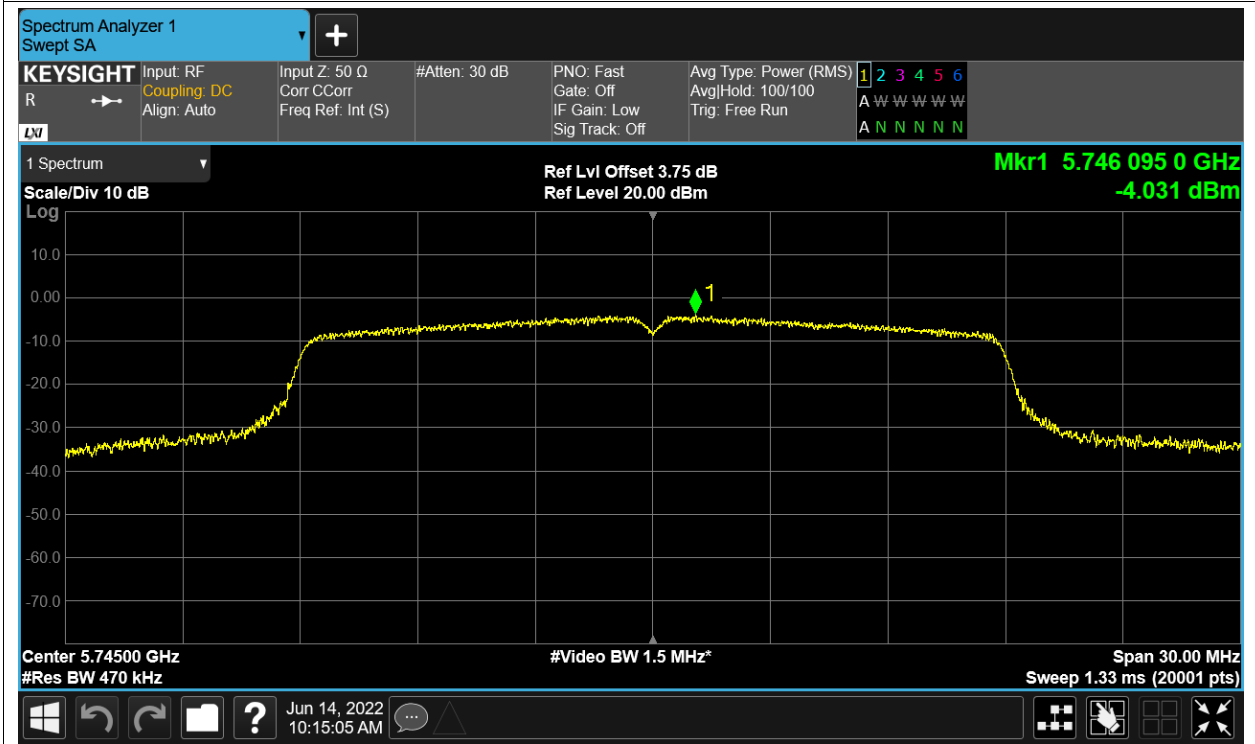 Spectrum Analyzer 1
Swept SA
+
KEYSIGHT
R
LXI
Input: RF
Coupling: DC
Align: Auto
Input Z: 50 Ω
Corr CCorr
Freq Ref: Int (S)
#Atten: 30 dB
PNO: Fast
Gate: Off
IF Gain: Low
Sig Track: Off
Avg Type: Power (RMS)
Avg|Hold: 100/100
Trig: Free Run
1 2 3 4 5 6
A W W W W W
A N N N N N
1 Spectrum
Scale/Div 10 dB
Log
Ref Lvl Offset 3.75 dB
Ref Level 20.00 dBm
Mkr1 5.746 095 0 GHz
-4.031 dBm
10.0
0.00
-10.0
-20.0
-30.0
-40.0
-50.0
-60.0
-70.0
1
Center 5.74500 GHz
#Res BW 470 kHz
#Video BW 1.5 MHz*
Span 30.00 MHz
Sweep 1.33 ms (20001 pts)
?
Jun 14, 2022
10:15:05 AM